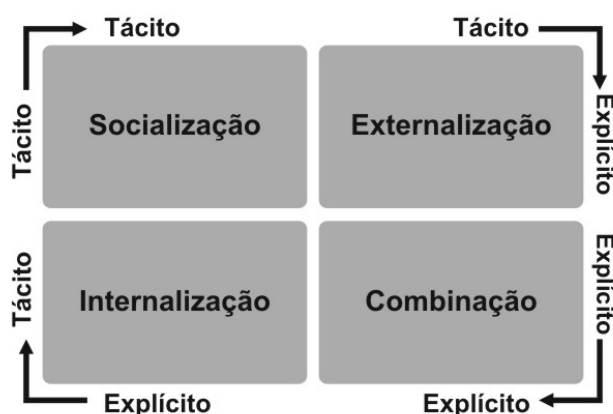 Tácito
Tácito
Tácito
Explícito
Socialização
Externalização
Tácito
Explícito
Internalização
Combinação
Explícito
Explícito